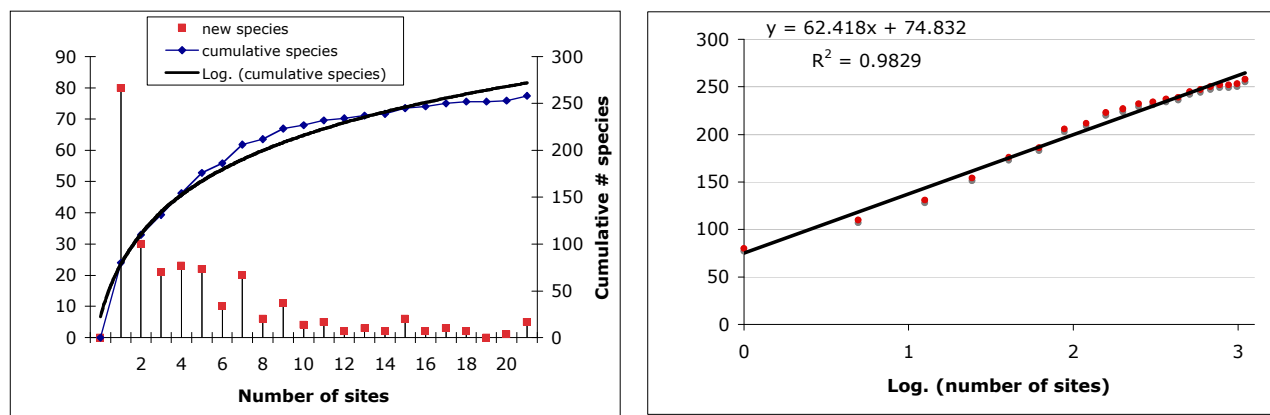 new species
cumulative species
Log. (cumulative species)
90
80
70
60
50
40
30
20
10
0
300
250
200
150
100
50
0
Cumulative # species
2 4 6 8 10 12 14 16 18 20
Number of sites
y = 62.418x + 74.832
R² = 0.9829
300
250
200
150
100
50
0
0 1 2 3
Log. (number of sites)